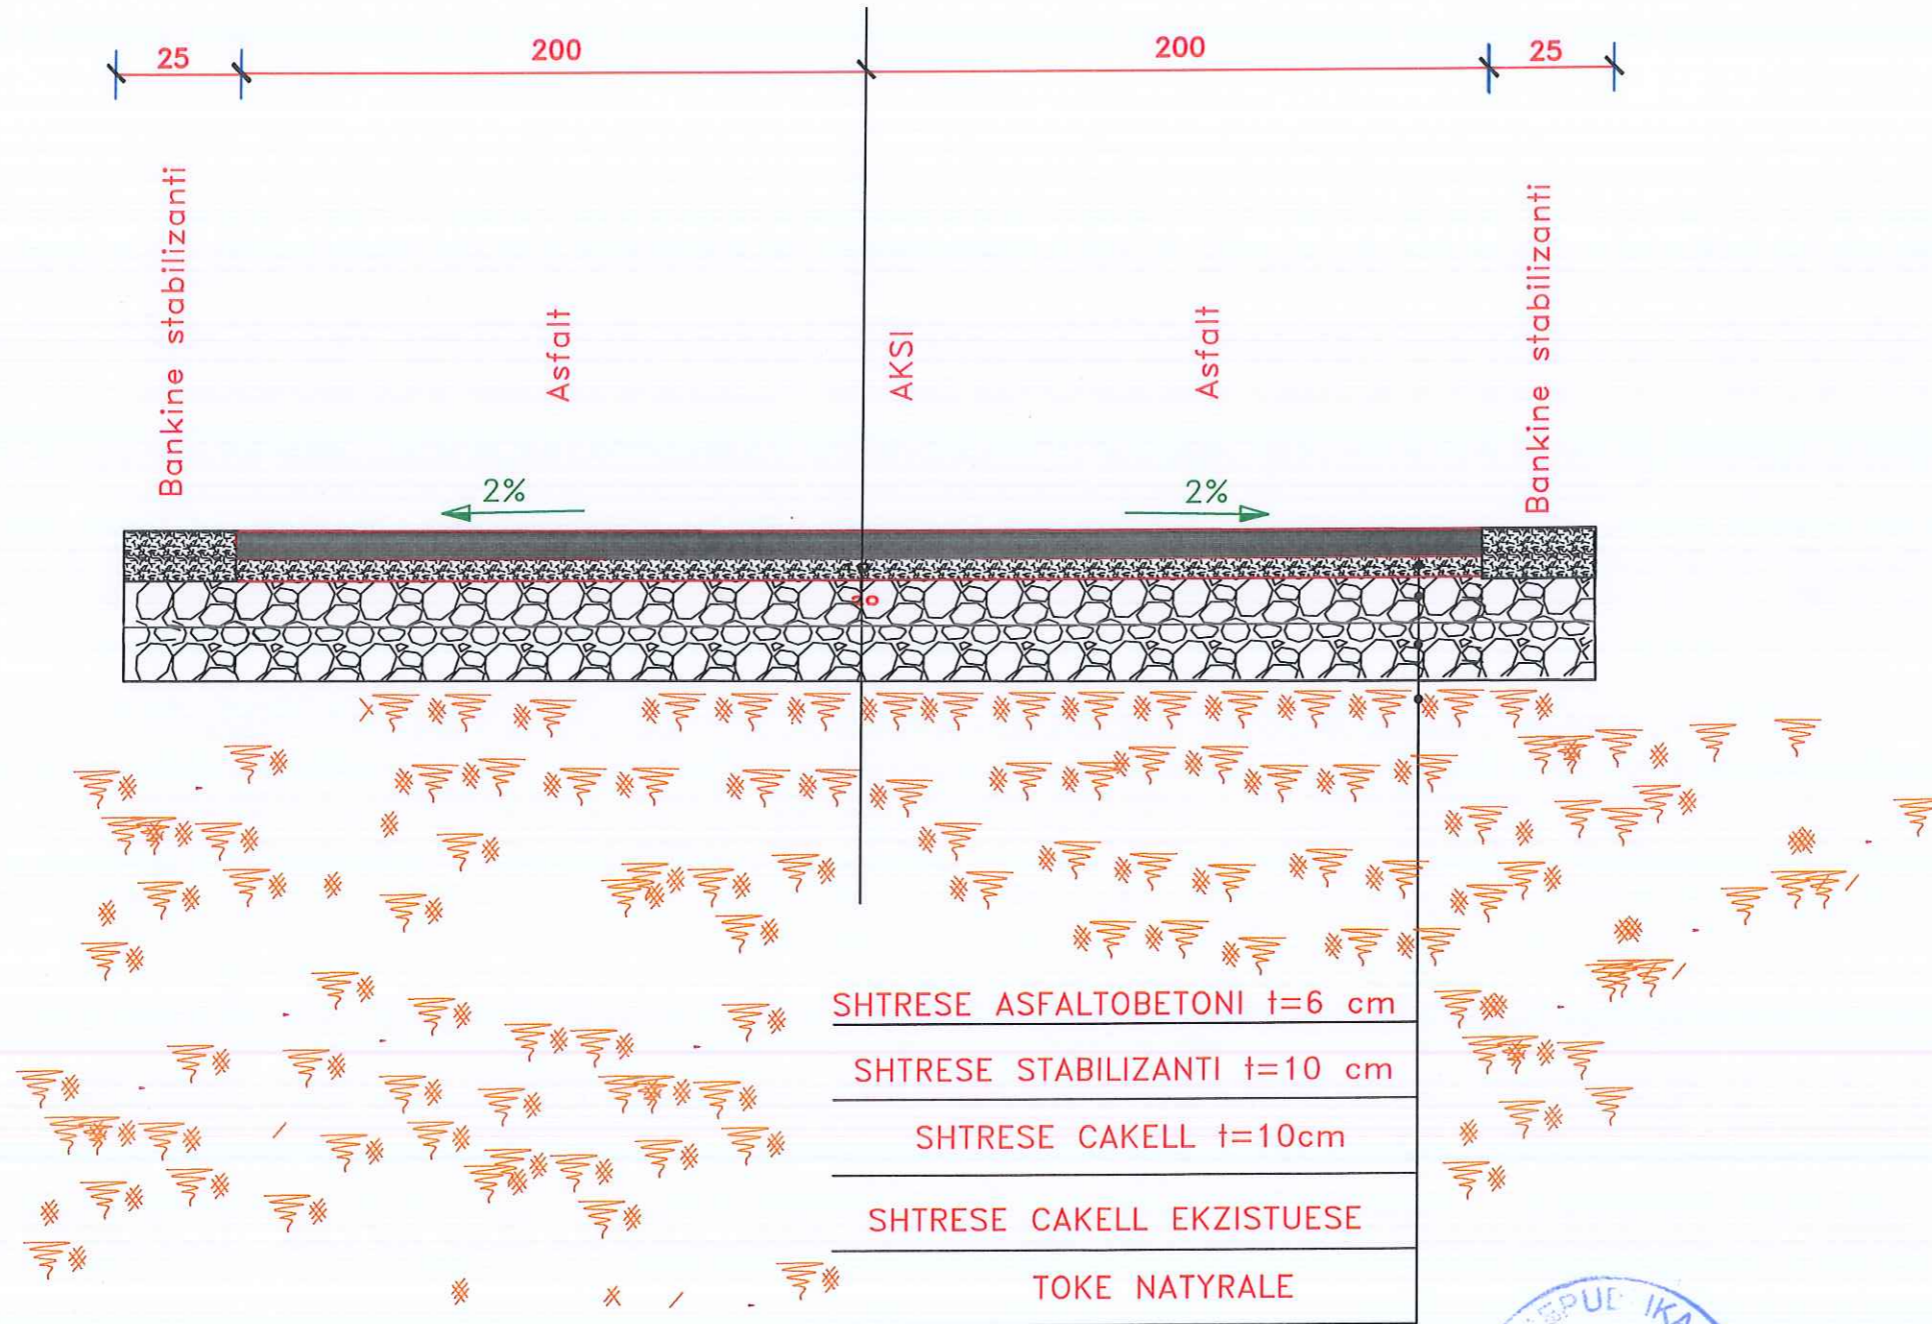 25 200 200 25
Bankine stabilizanti
Asfalt
AKSI
Asfalt
Bankine stabilizanti
2% 2%
SHTRESE ASFALTOBETONI t=6 cm
SHTRESE STABILIZANTI t=10 cm
SHTRESE CAKELL t=10cm
SHTRESE CAKELL EKZISTUESE
TOKE NATYRALE